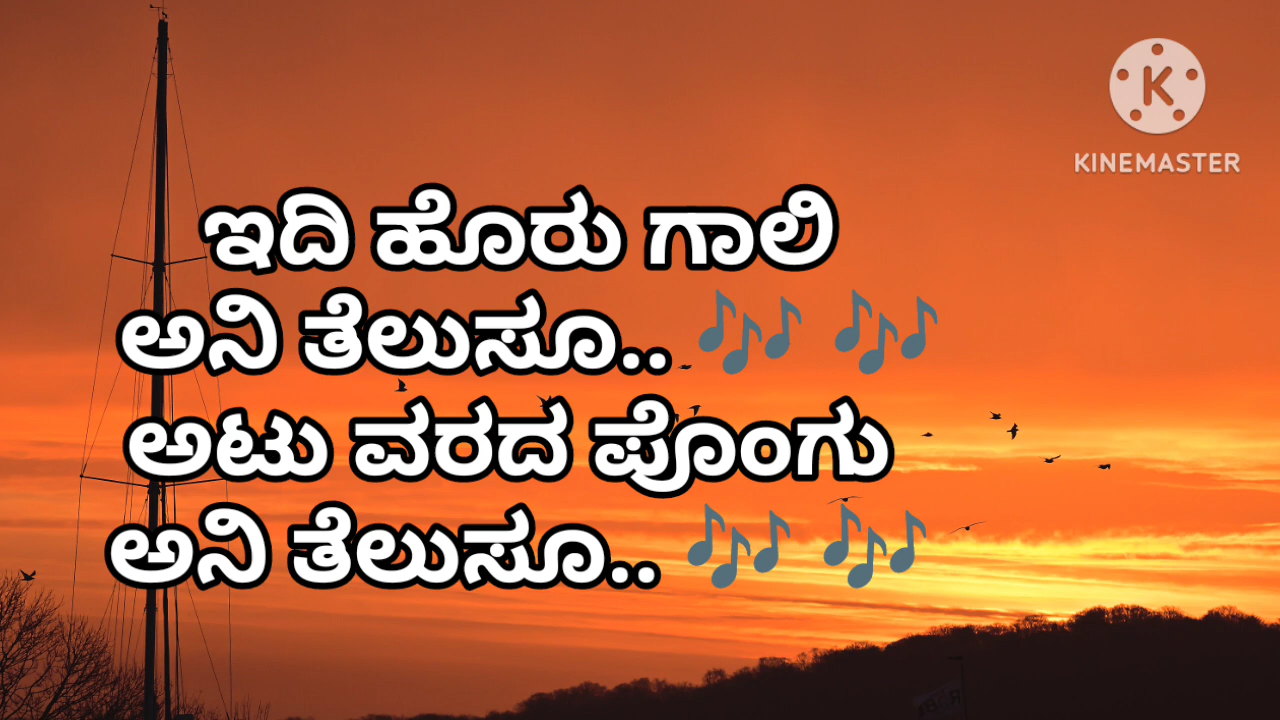 KINEMASTER
ಇದಿ ಹೊರು ಗಾಲಿ
ಅನಿ ತೆಲುಸೂ.. 🎶 🎶
ಅಟು ವರದ ಪೊಂಗು
ಅನಿ ತೆಲುಸೂ.. 🎶 🎶